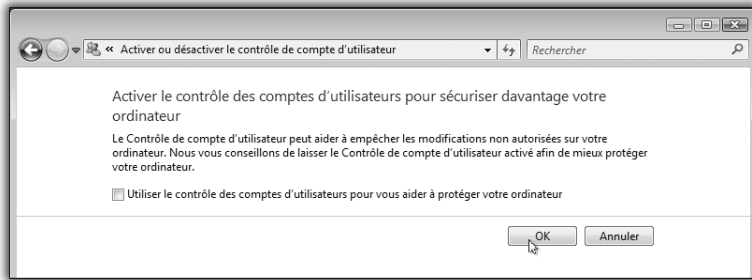 « Activer ou désactiver le contrôle de compte d'utilisateur
Rechercher
Activer le contrôle des comptes d'utilisateurs pour sécuriser davantage votre
ordinateur
Le Contrôle de compte d'utilisateur peut aider à empêcher les modifications non autorisées sur votre
ordinateur. Nous vous conseillons de laisser le Contrôle de compte d'utilisateur activé afin de mieux protéger
votre ordinateur.
Utiliser le contrôle des comptes d'utilisateurs pour vous aider à protéger votre ordinateur
OK
Annuler